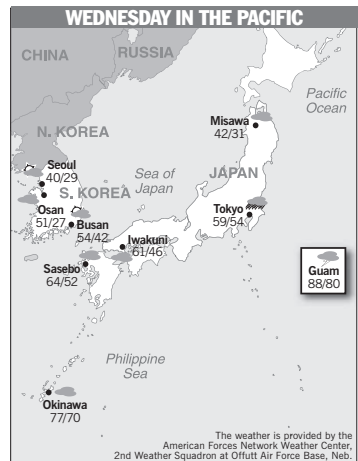 WEDNESDAY IN THE PACIFIC
CHINA
RUSSIA
Pacific
Ocean
N. KOREA
Misawa
42/31
Seoul
40/29
Sea of
Japan
JAPAN
S. KOREA
Osan
51/27
Busan
54/42
Tokyo
59/54
Iwakuni
61/46
Sasebo
64/52
Guam
88/80
Philippine
Sea
Okinawa
77/70
The weather is provided by the
American Forces Network Weather Center,
2nd Weather Squadron at Offutt Air Force Base, Neb.